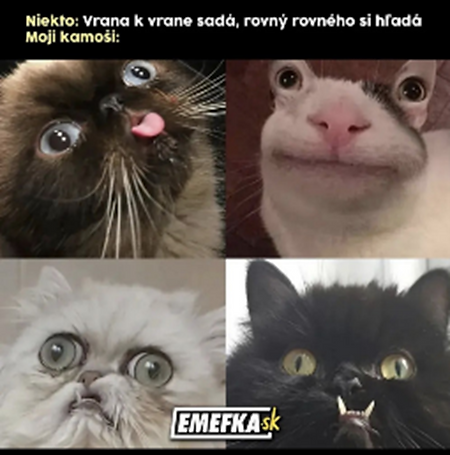 Niekto: Vrana k vrane sadá, rovný rovného si hľadá
Moji kamoši:
EMEFKA.sk